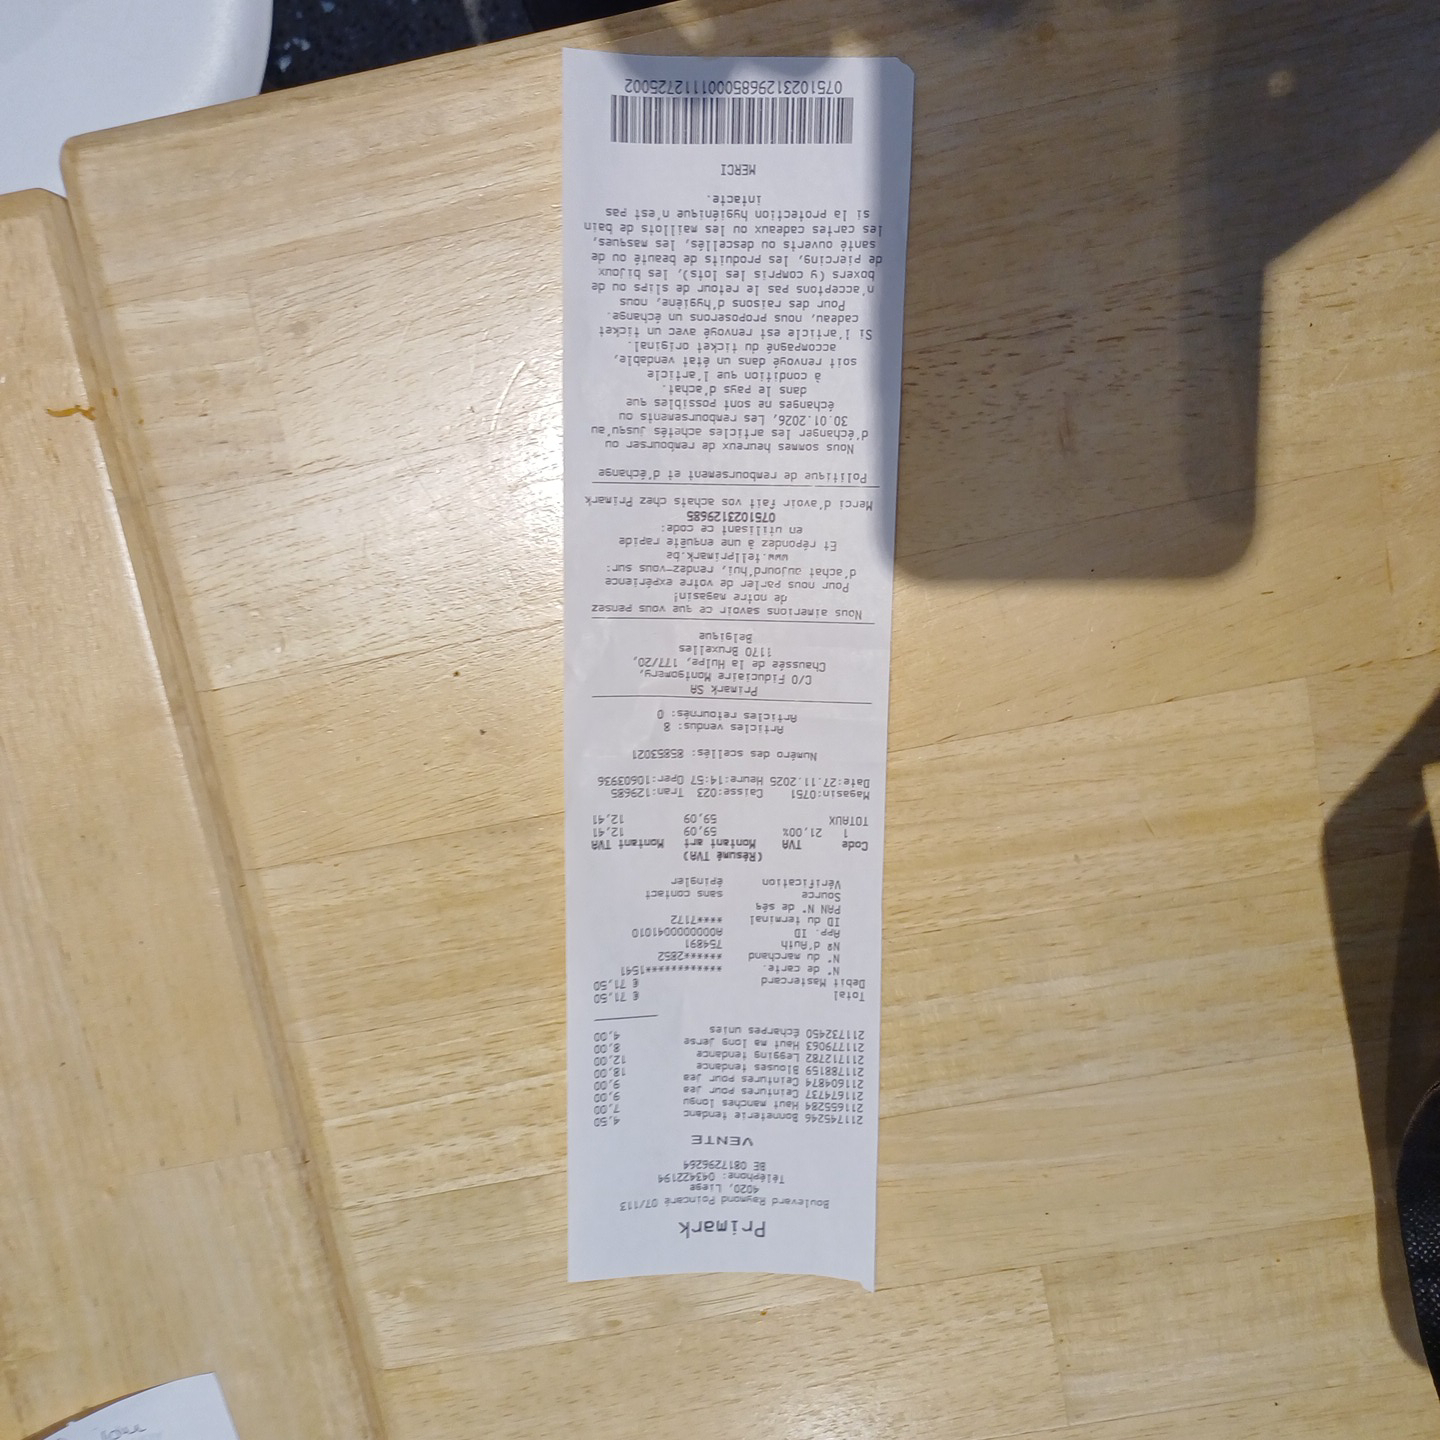 Primark
Boulevard Raymond Poincaré 07/113
4020, Liege
Téléphone: 043422194
BE 0817296264
VENTE
211745246 Bonneterie tendanc 4,50
211655284 Haut manches longu 7,00
211674737 Ceintures pour jea 9,00
211604874 Ceintures pour jea 9,00
211788159 Blouses tendance 18,00
211712782 Legging tendance 12,00
211779063 Haut ma long jerse 8,00
211732450 Echarpes unies 4,00
Total € 71,50
Debit Mastercard € 71,50
N° de carte. ************1541
N° du marchand ******2852
Nº d'Auth 754891
App. ID A0000000041010
ID du terminal ****7172
PAN N° de séq
Source sans contact
Vérification épingler
(Résumé TVA)
Code TVA Montant art Montant TVA
1 21,00% 59,09 12,41
TOTAUX 59,09 12,41
Magasin:0751 Caisse:023 Tran:129685
Date:27.11.2025 Heure:14:57 Oper:10603936
Numéro des scellés: 85853021
Articles vendus: 8
Articles retournés: 0
Primark SA
C/O Fiduciaire Montgomery,
Chaussée de la Hulpe, 177/20,
1170 Bruxelles
Belgique
Nous aimerions savoir ce que vous pensez
de notre magasin!
Pour nous parler de votre expérience
d'achat aujourd'hui, rendez-vous sur:
www.tellprimark.be
Et répondez à une enquête rapide
en utilisant ce code:
0751023129685
Merci d'avoir fait vos achats chez Primark
Politique de remboursement et d'échange
Nous sommes heureux de rembourser ou
d'échanger les articles achetés jusqu'au
30.01.2026, Les remboursements ou
échanges ne sont possibles que
dans le pays d'achat.
à condition que l'article
soit renvoyé dans un état vendable,
accompagné du ticket original.
Si l'article est renvoyé avec un ticket
cadeau, nous proposerons un échange.
Pour des raisons d'hygiène, nous
n'acceptons pas le retour de slips ou de
boxers (y compris les lots), les bijoux
de piercing, les produits de beauté ou de
santé ouverts ou descellés, les masques,
les cartes cadeaux ou les maillots de bain
si la protection hygiénique n'est pas
intacte.
MERCI
07510231296850001112725002